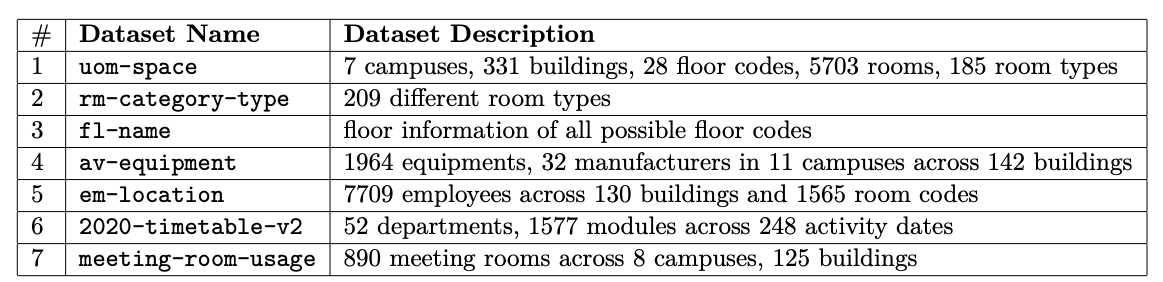 # Dataset Name Dataset Description
1 uom-space 7 campuses, 331 buildings, 28 floor codes, 5703 rooms, 185 room types
2 rm-category-type 209 different room types
3 fl-name floor information of all possible floor codes
4 av-equipment 1964 equipments, 32 manufacturers in 11 campuses across 142 buildings
5 em-location 7709 employees across 130 buildings and 1565 room codes
6 2020-timetable-v2 52 departments, 1577 modules across 248 activity dates
7 meeting-room-usage 890 meeting rooms across 8 campuses, 125 buildings